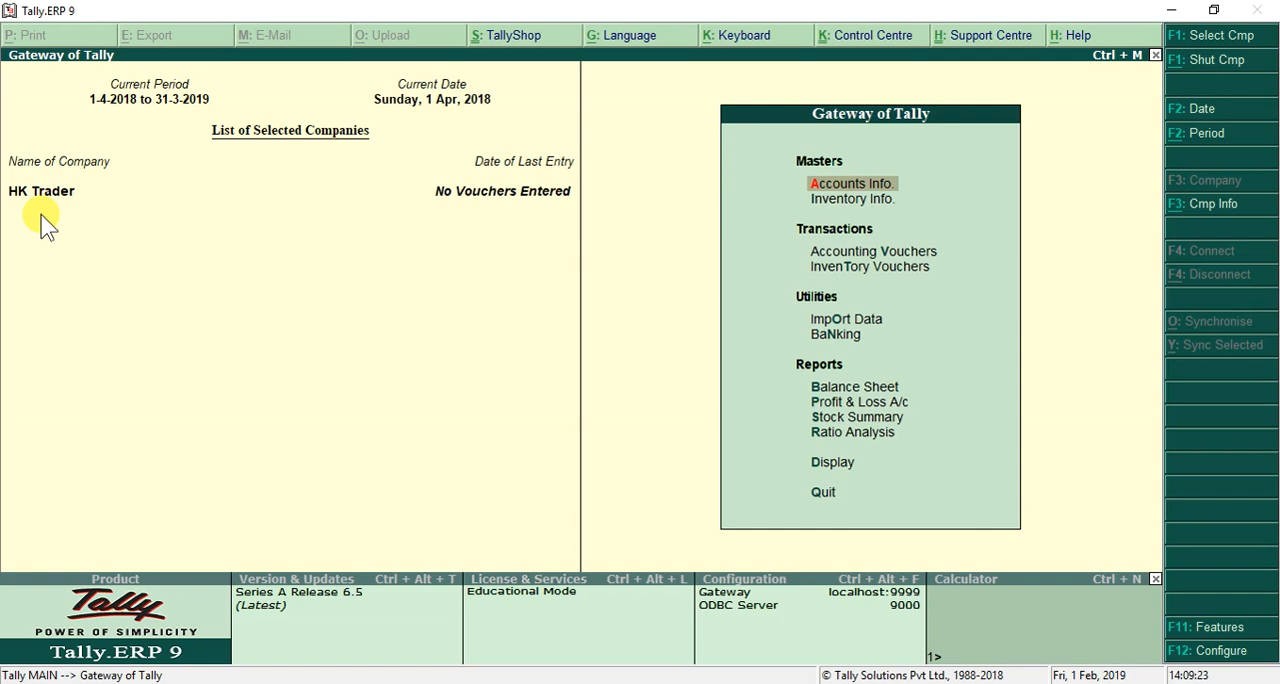 Tally.ERP 9
P: Print
E: Export
M: E-Mail
O: Upload
S: TallyShop
G: Language
K: Keyboard
K: Control Centre
H: Support Centre
H: Help
Gateway of Tally
Ctrl + M
Current Period
1-4-2018 to 31-3-2019
Current Date
Sunday, 1 Apr, 2018
List of Selected Companies
Name of Company
Date of Last Entry
HK Trader
No Vouchers Entered
Gateway of Tally
Masters
Accounts Info.
Inventory Info.
Transactions
Accounting Vouchers
InvenTory Vouchers
Utilities
ImpOrt Data
BaNking
Reports
Balance Sheet
Profit & Loss A/c
Stock Summary
Ratio Analysis
Display
Quit
F1: Select Cmp
F1: Shut Cmp
F2: Date
F2: Period
F3: Company
F3: Cmp Info
F4: Connect
F4: Disconnect
O: Synchronise
Y: Sync Selected
F11: Features
F12: Configure
Product
Tally
POWER OF SIMPLICITY
Tally.ERP 9
Version & Updates Ctrl + Alt + T
Series A Release 6.5
(Latest)
License & Services Ctrl + Alt + L
Educational Mode
Configuration Ctrl + Alt + F
Gateway localhost:9999
ODBC Server 9000
Calculator Ctrl + N
1>
Tally MAIN --> Gateway of Tally
© Tally Solutions Pvt Ltd., 1988-2018
Fri, 1 Feb, 2019
14:09:23